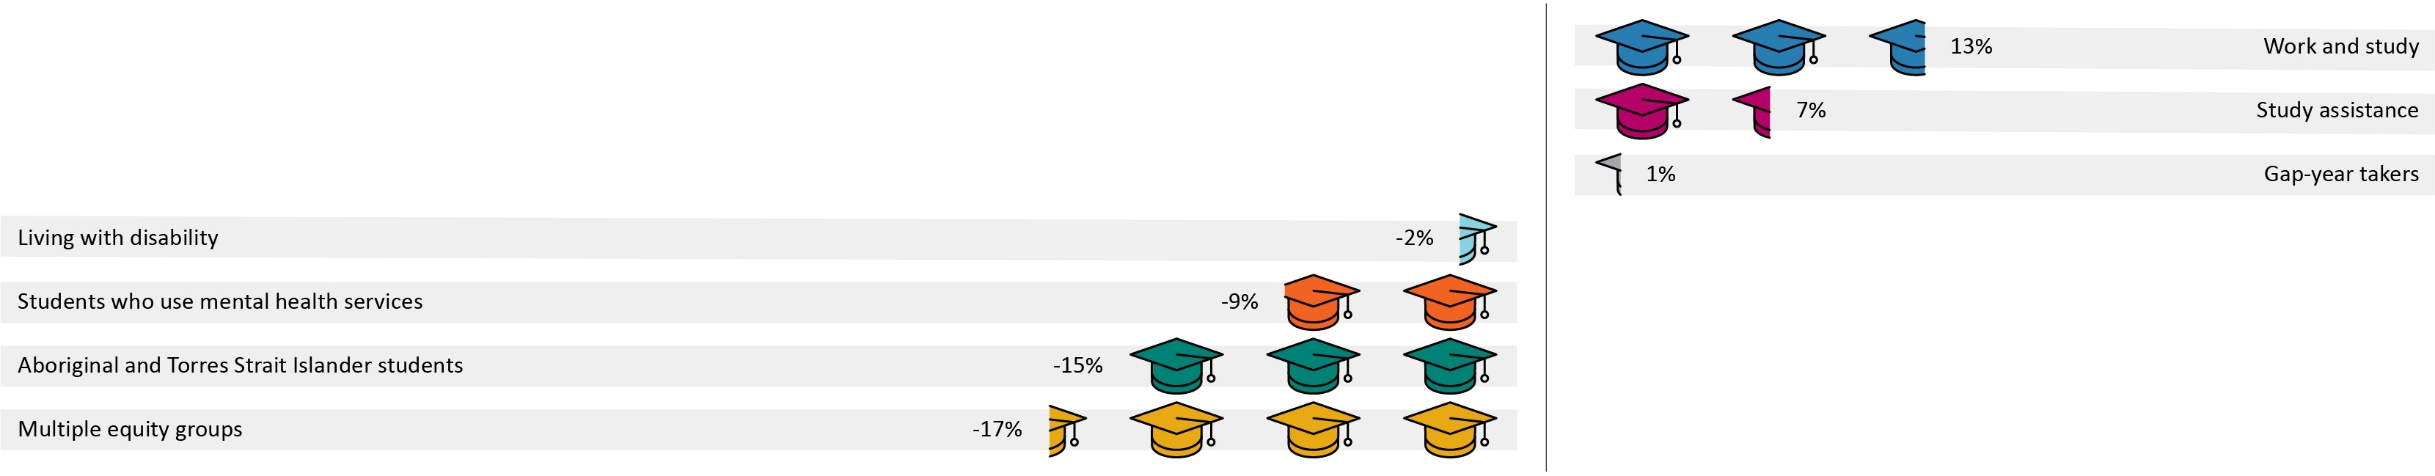 13% Work and study
7% Study assistance
1% Gap-year takers
Living with disability -2%
Students who use mental health services -9%
Aboriginal and Torres Strait Islander students -15%
Multiple equity groups -17%